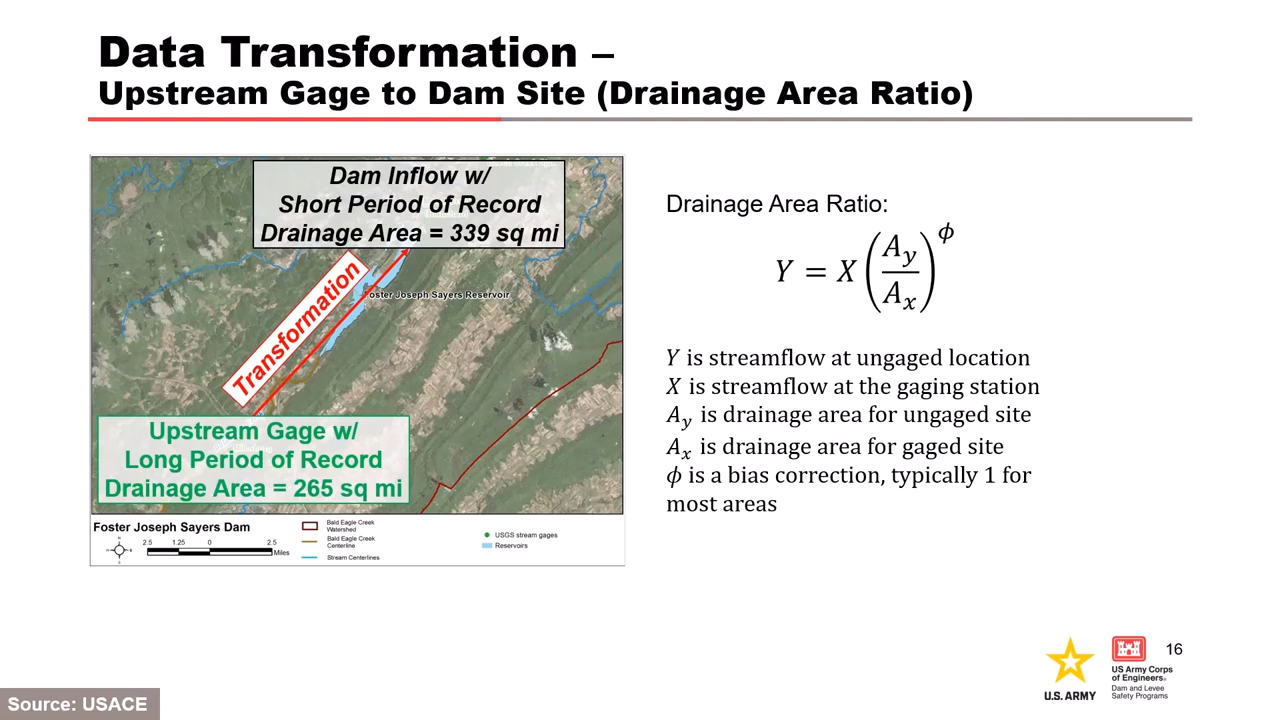 Data Transformation –
Upstream Gage to Dam Site (Drainage Area Ratio)
Dam Inflow w/
Short Period of Record
Drainage Area = 339 sq mi
Transformation
Foster Joseph Sayers Reservoir
Upstream Gage w/
Long Period of Record
Drainage Area = 265 sq mi
Foster Joseph Sayers Dam
N
W
E
S
2.5 1.25 0 2.5
Miles
Bald Eagle Creek
Watershed
Bald Eagle Creek
Centerline
Stream Centerlines
USGS stream gages
Reservoirs
Drainage Area Ratio:
Y = X (A_y / A_x)^ϕ
Y is streamflow at ungaged location
X is streamflow at the gaging station
A_y is drainage area for ungaged site
A_x is drainage area for gaged site
ϕ is a bias correction, typically 1 for
most areas
U.S. ARMY
US Army Corps
of Engineers®
Dam and Levee
Safety Programs
16
Source: USACE